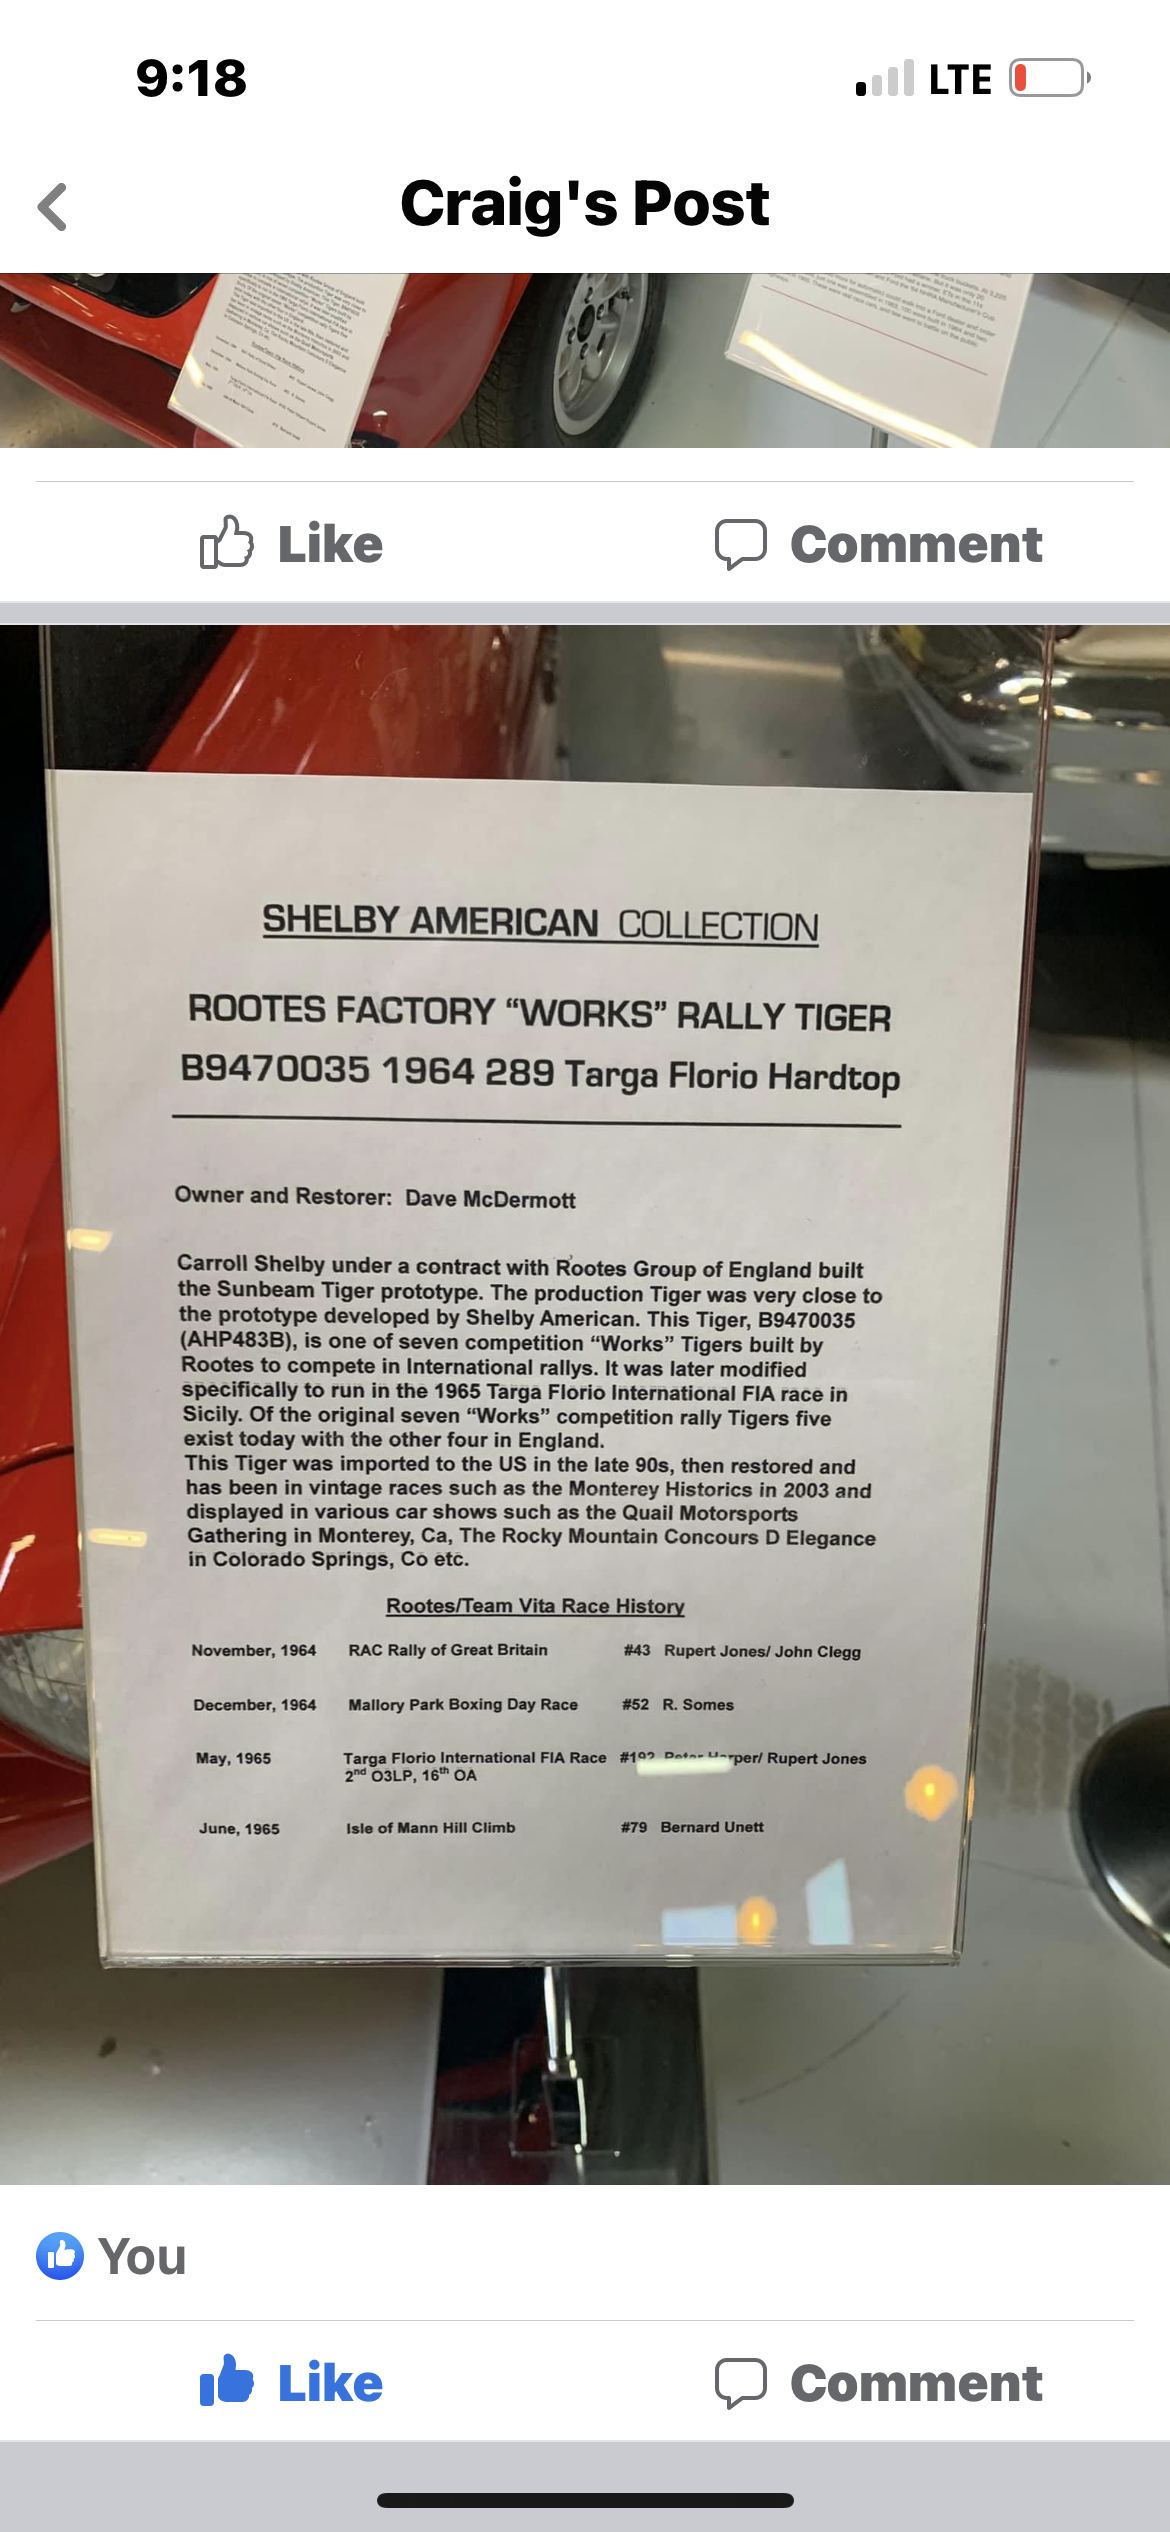 9:18
LTE
Craig's Post
Like
Comment
SHELBY AMERICAN COLLECTION
ROOTES FACTORY “WORKS” RALLY TIGER
B9470035 1964 289 Targa Florio Hardtop
Owner and Restorer: Dave McDermott
Carroll Shelby under a contract with Rootes Group of England built
the Sunbeam Tiger prototype. The production Tiger was very close to
the prototype developed by Shelby American. This Tiger, B9470035
(AHP483B), is one of seven competition “Works” Tigers built by
Rootes to compete in International rallys. It was later modified
specifically to run in the 1965 Targa Florio International FIA race in
Sicily. Of the original seven “Works” competition rally Tigers five
exist today with the other four in England.
This Tiger was imported to the US in the late 90s, then restored and
has been in vintage races such as the Monterey Historics in 2003 and
displayed in various car shows such as the Quail Motorsports
Gathering in Monterey, Ca, The Rocky Mountain Concours D Elegance
in Colorado Springs, Co etc.
Rootes/Team Vita Race History
November, 1964 RAC Rally of Great Britain #43 Rupert Jones/ John Clegg
December, 1964 Mallory Park Boxing Day Race #52 R. Somes
May, 1965 Targa Florio International FIA Race #192 Peter Harper/ Rupert Jones
2nd O3LP, 16th OA
June, 1965 Isle of Mann Hill Climb #79 Bernard Unett
You
Like
Comment